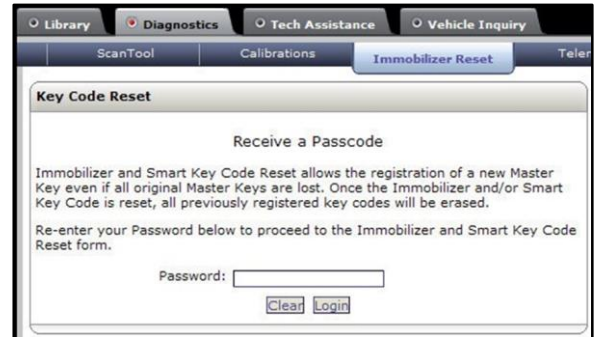 Library Diagnostics Tech Assistance Vehicle Inquiry
ScanTool Calibrations Immobilizer Reset Teler
Key Code Reset
Receive a Passcode
Immobilizer and Smart Key Code Reset allows the registration of a new Master
Key even if all original Master Keys are lost. Once the Immobilizer and/or Smart
Key Code is reset, all previously registered key codes will be erased.
Re-enter your Password below to proceed to the Immobilizer and Smart Key Code
Reset form.
Password:
Clear Login